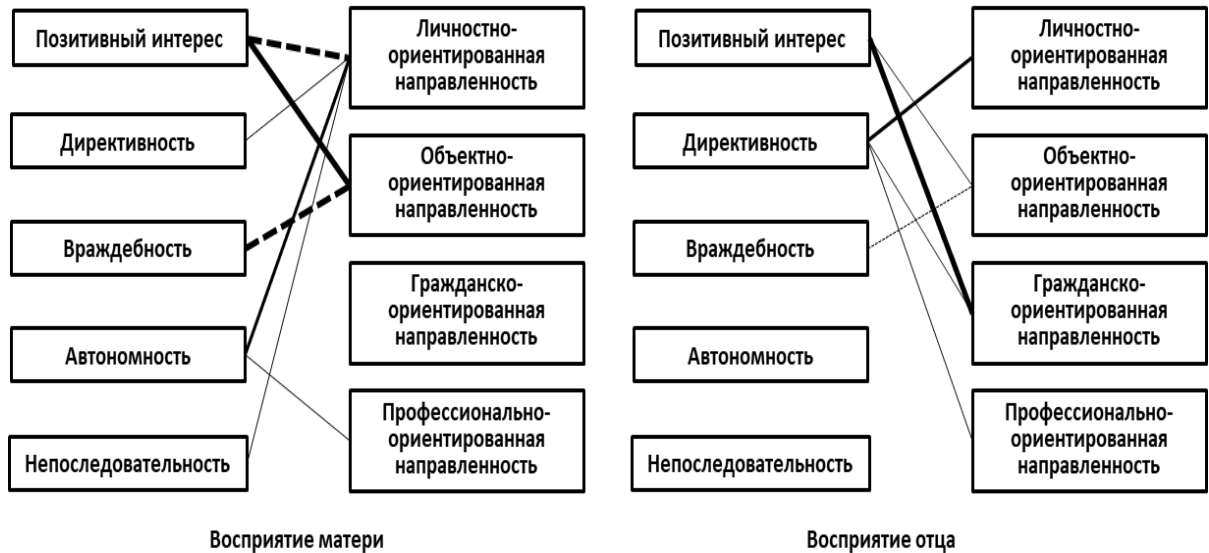 Позитивный интерес
Директивность
Враждебность
Автономность
Непоследовательность
Личностно-
ориентированная
направленность
Объектно-
ориентированная
направленность
Гражданско-
ориентированная
направленность
Профессионально-
ориентированная
направленность
Восприятие матери
Позитивный интерес
Директивность
Враждебность
Автономность
Непоследовательность
Личностно-
ориентированная
направленность
Объектно-
ориентированная
направленность
Гражданско-
ориентированная
направленность
Профессионально-
ориентированная
направленность
Восприятие отца